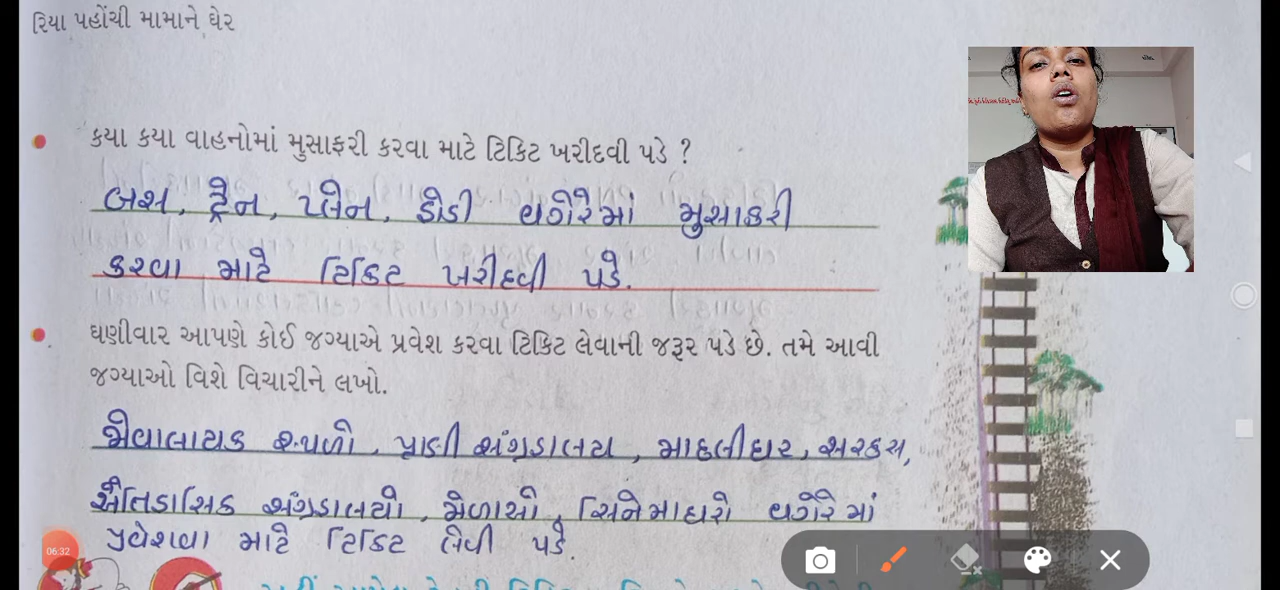 રિયા પહોંચી મામાને ઘેર
કયા કયા વાહનોમાં મુસાફરી કરવા માટે ટિકિટ ખરીદવી પડે ?
બસ, ટ્રેન, પ્લેન, હોડી વગેરેમાં મુસાફરી
કરવા માટે ટિકિટ ખરીદવી પડે.
ઘણીવાર આપણે કોઈ જગ્યાએ પ્રવેશ કરવા ટિકિટ લેવાની જરૂર પડે છે. તમે આવી
જગ્યાઓ વિશે વિચારીને લખો.
જોવાલાયક સ્થળો, પ્રાણી સંગ્રહાલય, માછલીઘર, સરકસ,
ઐતિહાસિક સંગ્રહાલયો, મેળાઓ, સિનેમાઘરો વગેરેમાં
પ્રવેશવા માટે ટિકિટ લેવી પડે.
06:32